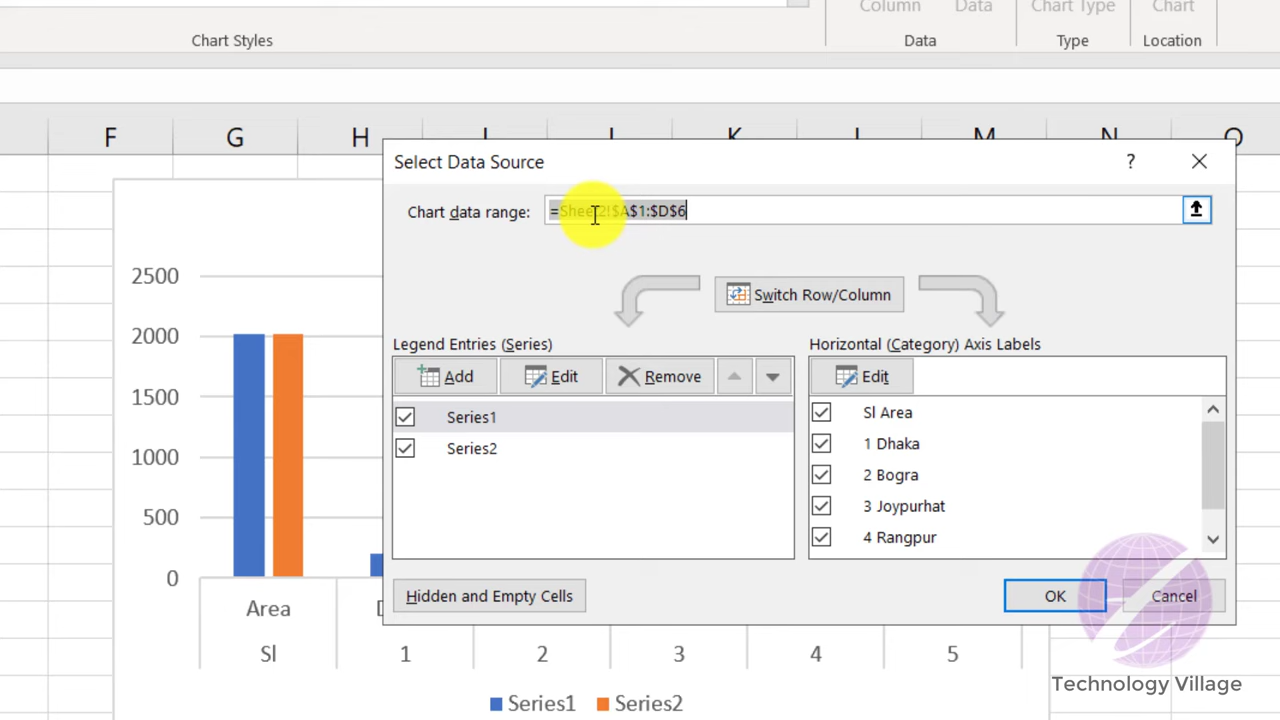 Column
Data
Chart Type
Chart
Chart Styles
Data
Type
Location
F G H K M N O
Select Data Source
?
Chart data range: =Sheet2!$A$1:$D$6
Switch Row/Column
Legend Entries (Series)
Horizontal (Category) Axis Labels
Add
Edit
Remove
Edit
Series1
Series2
Sl Area
1 Dhaka
2 Bogra
3 Joypurhat
4 Rangpur
Hidden and Empty Cells
OK
Cancel
2500
2000
1500
1000
500
0
Area
D
Sl 1 2 3 4 5
Series1 Series2
Technology Village